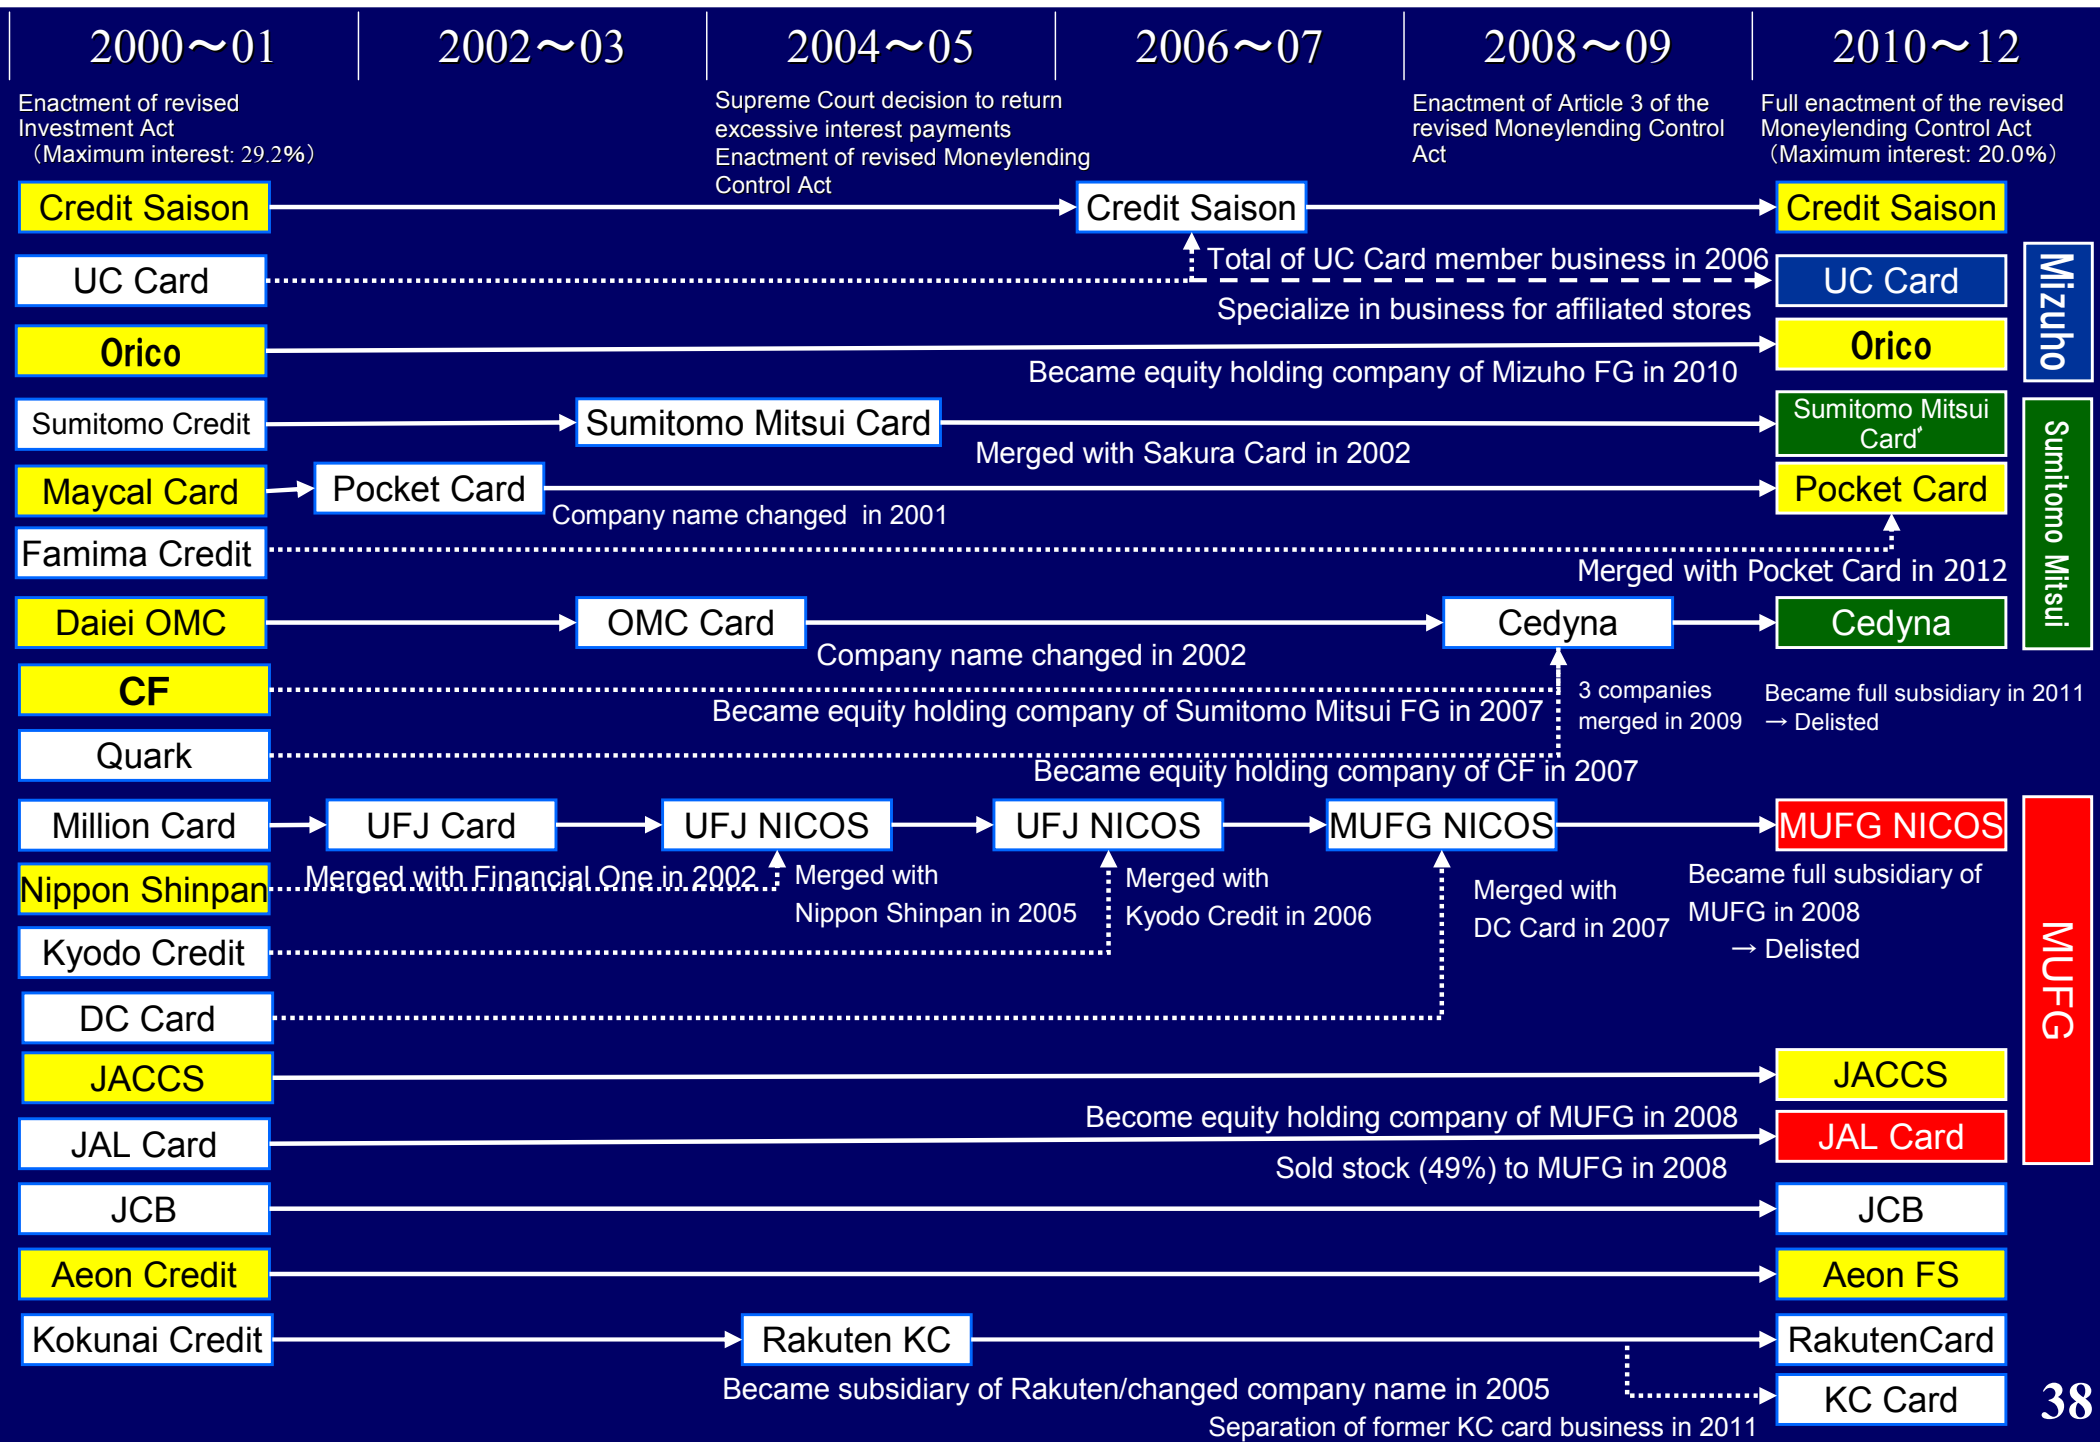 2000～01
2002～03
2004～05
2006～07
2008～09
2010～12
Enactment of revised
Investment Act
（Maximum interest: 29.2%）
Supreme Court decision to return
excessive interest payments
Enactment of revised Moneylending
Control Act
Enactment of Article 3 of the
revised Moneylending Control
Act
Full enactment of the revised
Moneylending Control Act
（Maximum interest: 20.0%）
Credit Saison
Credit Saison
Credit Saison
UC Card
Total of UC Card member business in 2006
UC Card
Specialize in business for affiliated stores
Mizuho
Orico
Orico
Became equity holding company of Mizuho FG in 2010
Sumitomo Credit
Sumitomo Mitsui Card
Sumitomo Mitsui
Card
Merged with Sakura Card in 2002
Sumitomo Mitsui
Maycal Card
Pocket Card
Pocket Card
Company name changed in 2001
Famima Credit
Merged with Pocket Card in 2012
Daiei OMC
OMC Card
Cedyna
Cedyna
Company name changed in 2002
CF
Became equity holding company of Sumitomo Mitsui FG in 2007
3 companies
merged in 2009
Became full subsidiary in 2011
→ Delisted
Quark
Became equity holding company of CF in 2007
Million Card
UFJ Card
UFJ NICOS
UFJ NICOS
MUFG NICOS
MUFG NICOS
Nippon Shinpan
Merged with Financial One in 2002
Merged with
Nippon Shinpan in 2005
Merged with
Kyodo Credit in 2006
Merged with
DC Card in 2007
Became full subsidiary of
MUFG in 2008
→ Delisted
MUFG
Kyodo Credit
DC Card
JACCS
JACCS
Become equity holding company of MUFG in 2008
JAL Card
JAL Card
Sold stock (49%) to MUFG in 2008
JCB
JCB
Aeon Credit
Aeon FS
Kokunai Credit
Rakuten KC
RakutenCard
Became subsidiary of Rakuten/changed company name in 2005
KC Card
Separation of former KC card business in 2011
38